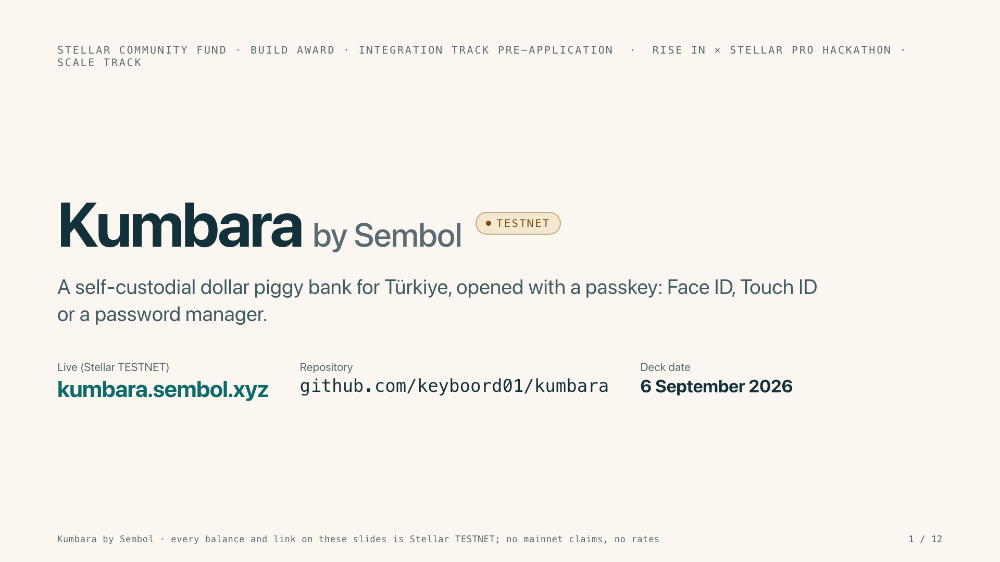 STELLAR COMMUNITY FUND · BUILD AWARD · INTEGRATION TRACK PRE-APPLICATION · RISE IN × STELLAR PRO HACKATHON ·
SCALE TRACK
Kumbara by Sembol TESTNET
A self-custodial dollar piggy bank for Türkiye, opened with a passkey: Face ID, Touch ID
or a password manager.
Live (Stellar TESTNET)
kumbara.sembol.xyz
Repository
github.com/keyboord01/kumbara
Deck date
6 September 2026
Kumbara by Sembol · every balance and link on these slides is Stellar TESTNET; no mainnet claims, no rates
1 / 12